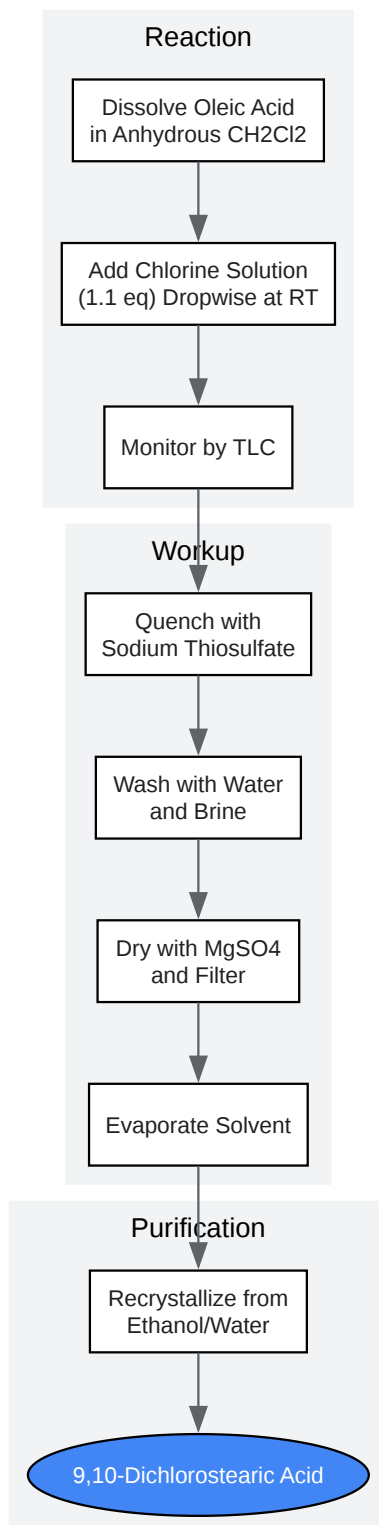 Reaction
Dissolve Oleic Acid
in Anhydrous CH2Cl2
Add Chlorine Solution
(1.1 eq) Dropwise at RT
Monitor by TLC
Workup
Quench with
Sodium Thiosulfate
Wash with Water
and Brine
Dry with MgSO4
and Filter
Evaporate Solvent
Purification
Recrystallize from
Ethanol/Water
9,10-Dichlorostearic Acid